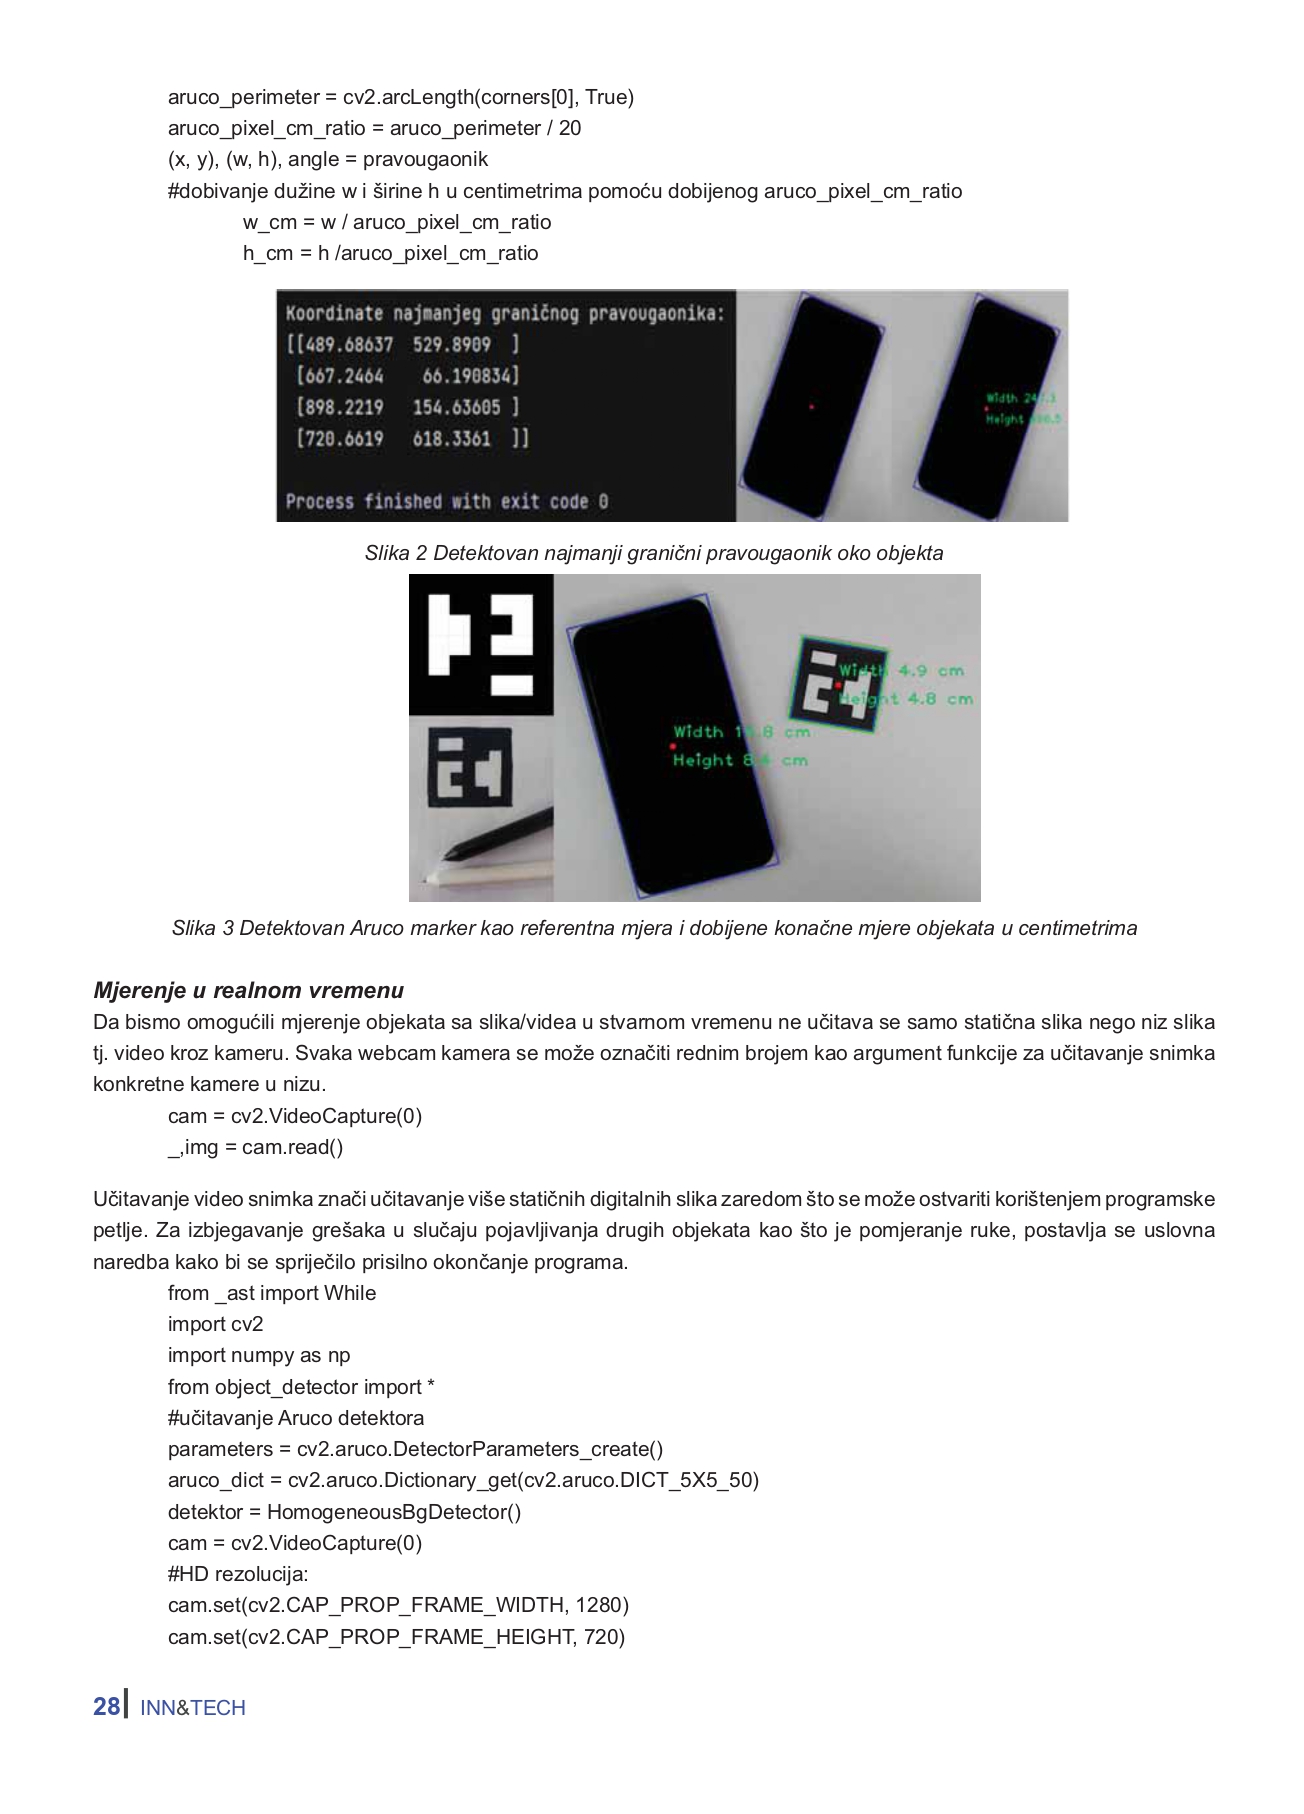 aruco_perimeter = cv2.arcLength(corners[0], True)
aruco_pixel_cm_ratio = aruco_perimeter / 20
(x, y), (w, h), angle = pravougaonik
#dobivanje dužine w i širine h u centimetrima pomoću dobijenog aruco_pixel_cm_ratio
w_cm = w / aruco_pixel_cm_ratio
h_cm = h /aruco_pixel_cm_ratio
Koordinate najmanjeg graničnog pravougaonika:
[[489.68637 529.8909 ]
[667.2464 66.190834]
[898.2219 154.63605 ]
[720.6619 618.3361 ]]
Process finished with exit code 0
Width
Height
Slika 2 Detektovan najmanji granični pravougaonik oko objekta
Width 4.9 cm
Height 4.8 cm
Width cm
Height cm
Slika 3 Detektovan Aruco marker kao referentna mjera i dobijene konačne mjere objekata u centimetrima
Mjerenje u realnom vremenu
Da bismo omogućili mjerenje objekata sa slika/videa u stvarnom vremenu ne učitava se samo statična slika nego niz slika
tj. video kroz kameru. Svaka webcam kamera se može označiti rednim brojem kao argument funkcije za učitavanje snimka
konkretne kamere u nizu.
cam = cv2.VideoCapture(0)
_,img = cam.read()
Učitavanje video snimka znači učitavanje više statičnih digitalnih slika zaredom što se može ostvariti korištenjem programske
petlje. Za izbjegavanje grešaka u slučaju pojavljivanja drugih objekata kao što je pomjeranje ruke, postavlja se uslovna
naredba kako bi se spriječilo prisilno okončanje programa.
from _ast import While
import cv2
import numpy as np
from object_detector import *
#učitavanje Aruco detektora
parameters = cv2.aruco.DetectorParameters_create()
aruco_dict = cv2.aruco.Dictionary_get(cv2.aruco.DICT_5X5_50)
detektor = HomogeneousBgDetector()
cam = cv2.VideoCapture(0)
#HD rezolucija:
cam.set(cv2.CAP_PROP_FRAME_WIDTH, 1280)
cam.set(cv2.CAP_PROP_FRAME_HEIGHT, 720)
28 INN&TECH